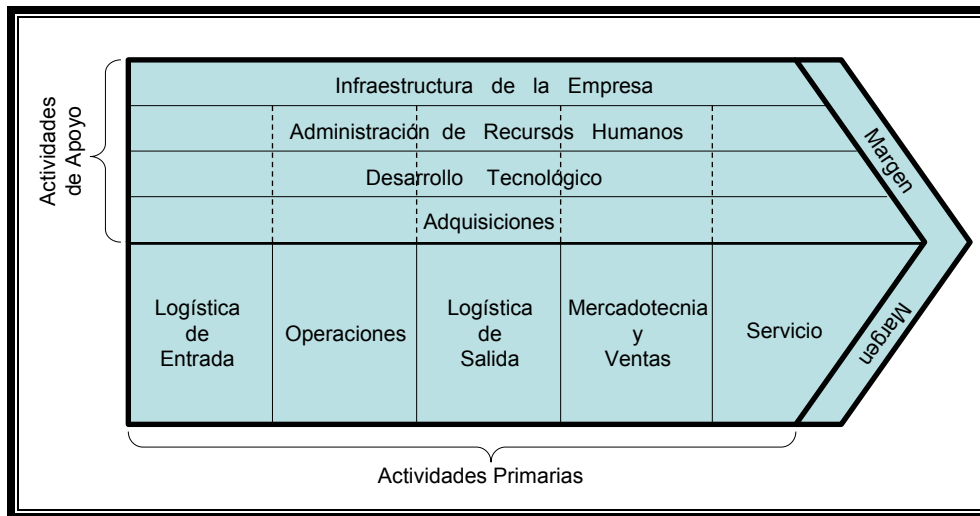 Actividades
de Apoyo
Infraestructura de la Empresa
Administración de Recursos Humanos
Desarrollo Tecnológico
Adquisiciones
Logística
de
Entrada
Operaciones
Logística
de
Salida
Mercadotecnia
y
Ventas
Servicio
Margen
Margen
Actividades Primarias